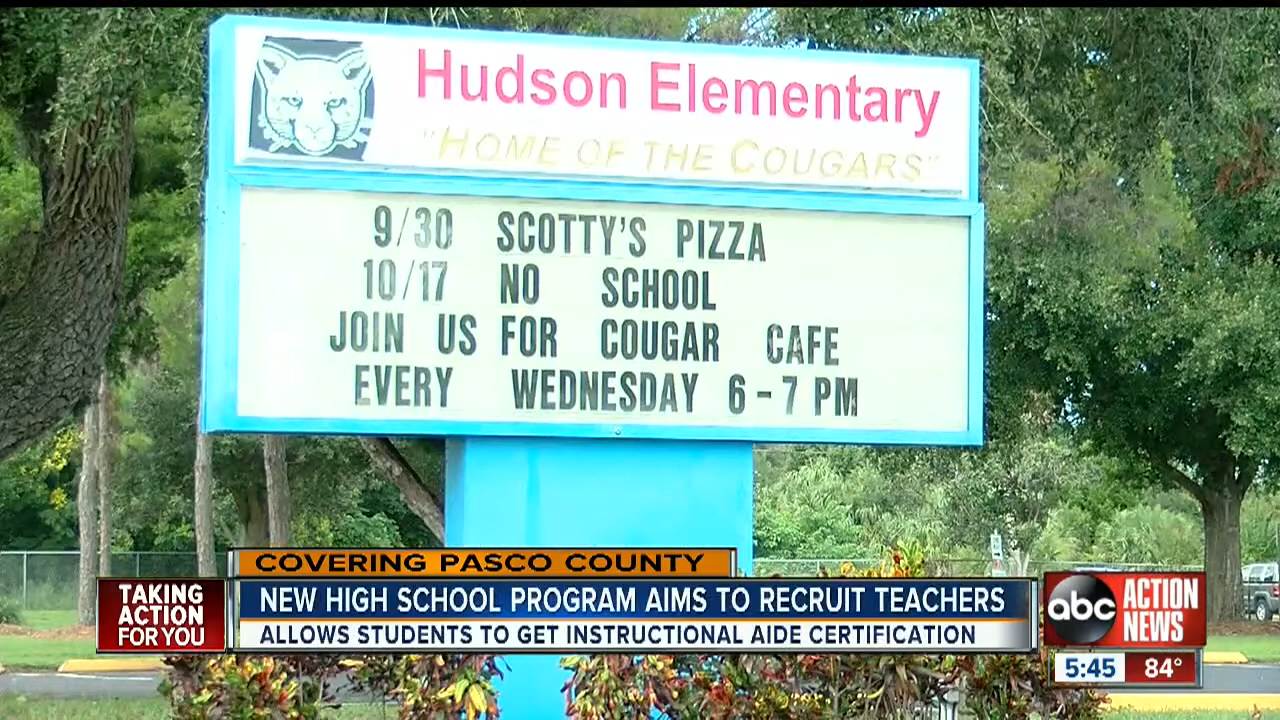 Hudson Elementary
"HOME OF THE COUGARS"
9/30 SCOTTY'S PIZZA
10/17 NO SCHOOL
JOIN US FOR COUGAR CAFE
EVERY WEDNESDAY 6-7 PM
COVERING PASCO COUNTY
TAKING
ACTION
FOR YOU
NEW HIGH SCHOOL PROGRAM AIMS TO RECRUIT TEACHERS
ALLOWS STUDENTS TO GET INSTRUCTIONAL AIDE CERTIFICATION
abc
ACTION
NEWS
5:45 84°